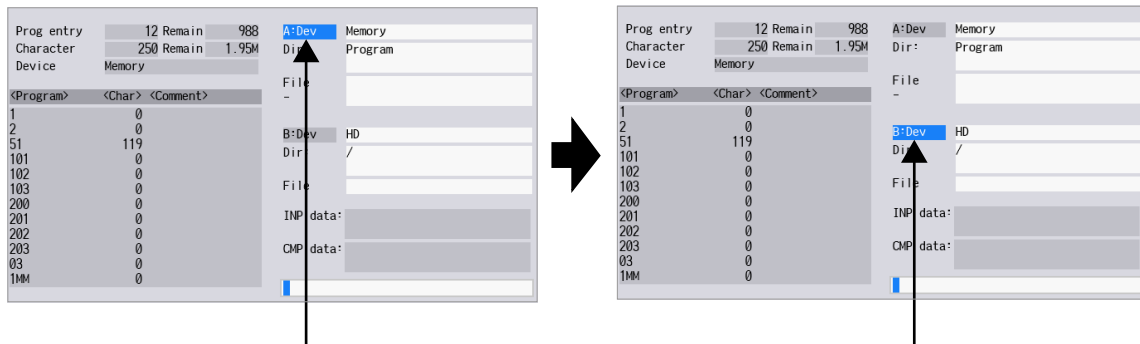 Prog entry 12 Remain 988
Character 250 Remain 1.95M
Device Memory
<Program> <Char> <Comment>
1 0
2 0
51 119
101 0
102 0
103 0
200 0
201 0
202 0
203 0
03 0
1MM 0
A:Dev Memory
Dir: Program
File
-
B:Dev HD
Dir /
File
INP data:
CMP data:
Prog entry 12 Remain 988
Character 250 Remain 1.95M
Device Memory
<Program> <Char> <Comment>
1 0
2 0
51 119
101 0
102 0
103 0
200 0
201 0
202 0
203 0
03 0
1MM 0
A:Dev Memory
Dir: Program
File
-
B:Dev HD
Dir /
File
INP data:
CMP data: